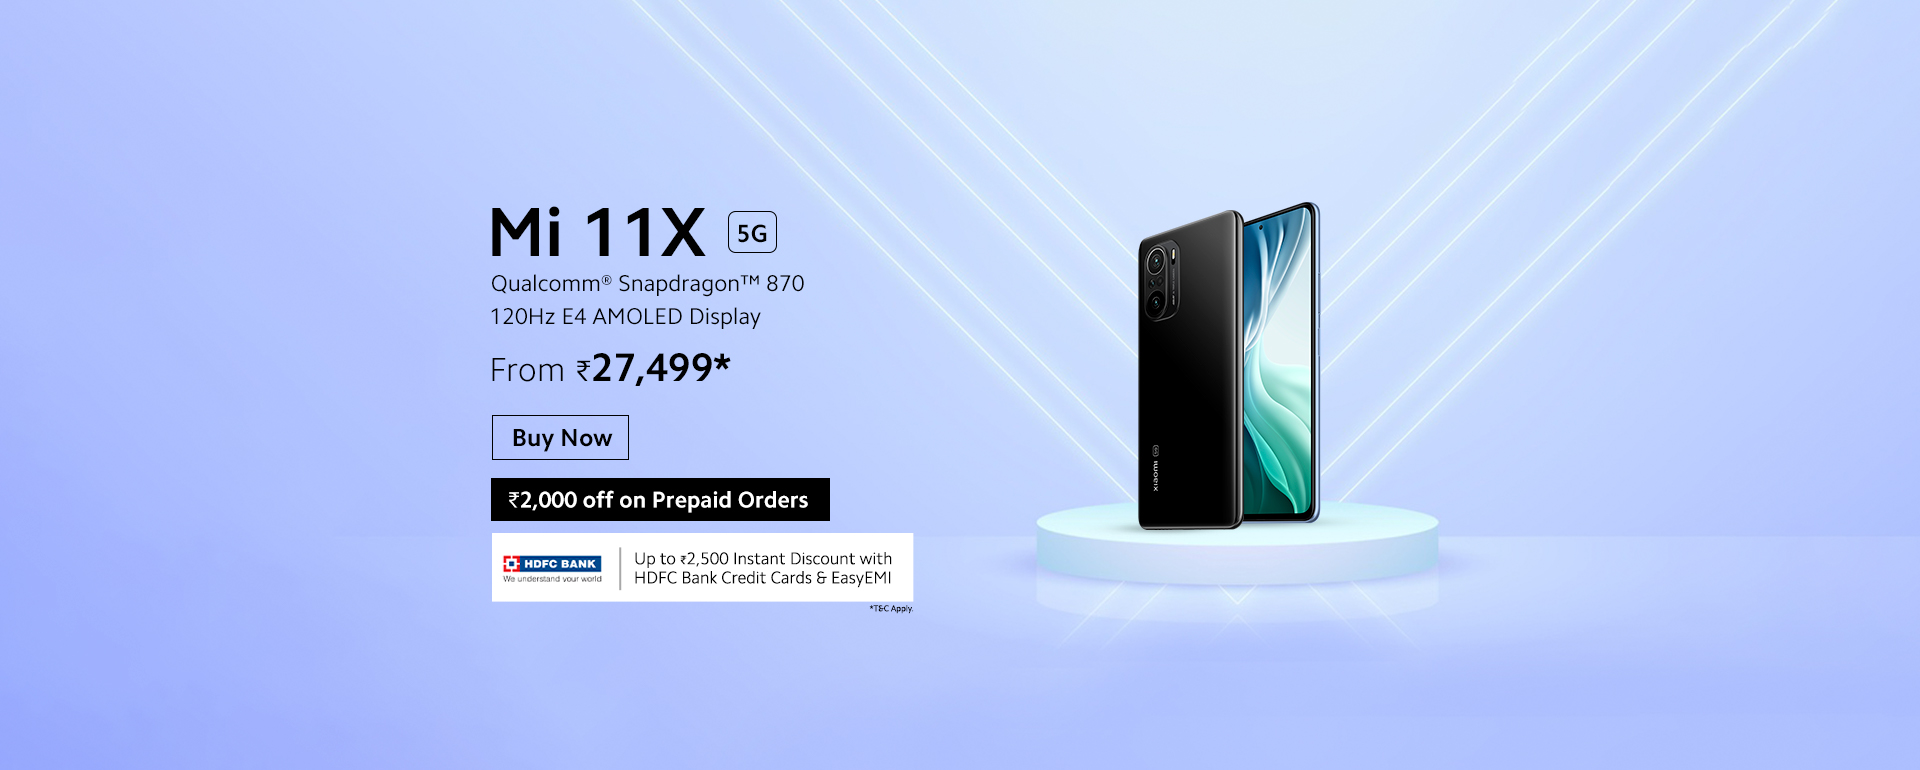 Mi 11X 5G
Qualcomm® Snapdragon™ 870
120Hz E4 AMOLED Display
From ₹27,499*
Buy Now
₹2,000 off on Prepaid Orders
HDFC BANK
We understand your world
Up to ₹2,500 Instant Discount with
HDFC Bank Credit Cards & EasyEMI
*T&C Apply.
xiaomi 5G